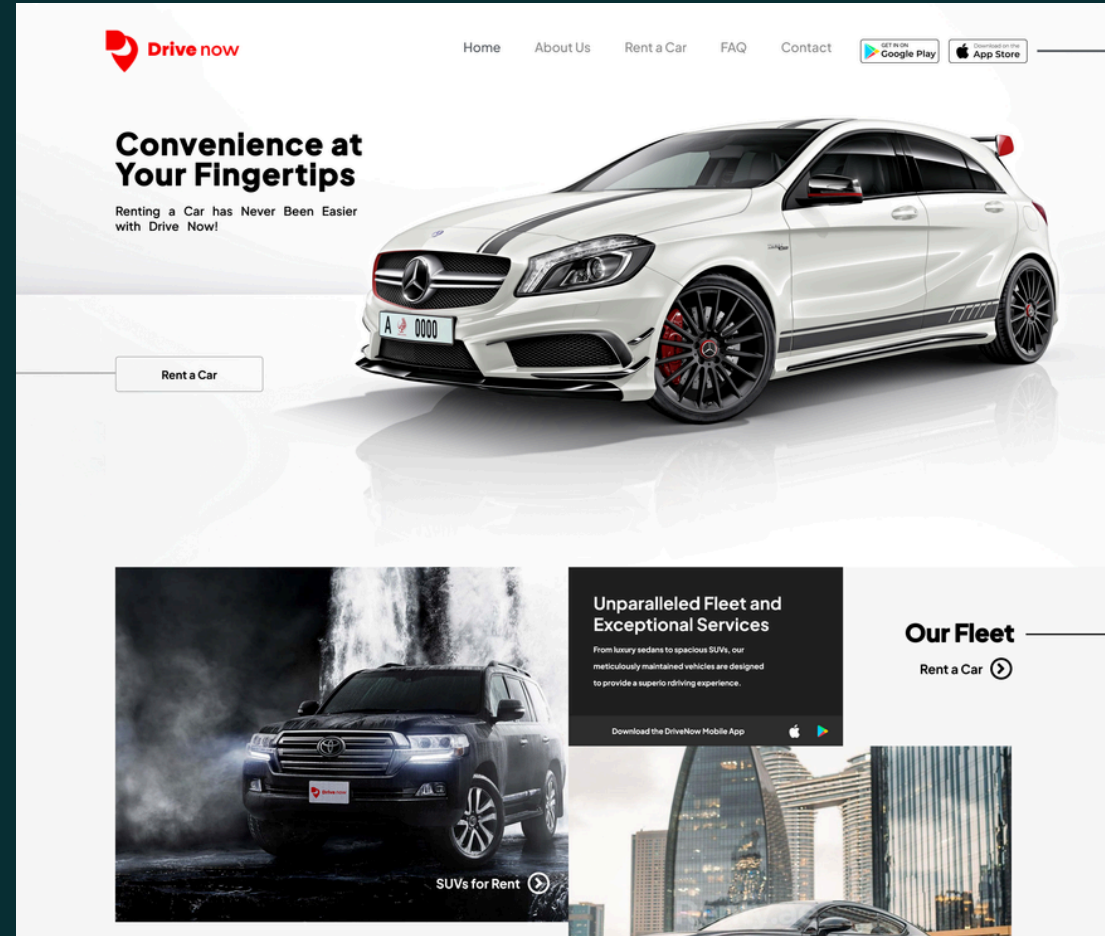 Drive now
Home
About Us
Rent a Car
FAQ
Contact
GET IN ON
Google Play
Download on the
App Store
Convenience at
Your Fingertips
Renting a Car has Never Been Easier
with Drive Now!
A 0000
Rent a Car
Unparalleled Fleet and
Exceptional Services
From luxury sedans to spacious SUVs, our
meticulously maintained vehicles are designed
to provide a superio rdriving experience.
Download the DriveNow Mobile App
Our Fleet
Rent a Car
Drive now
SUVs for Rent